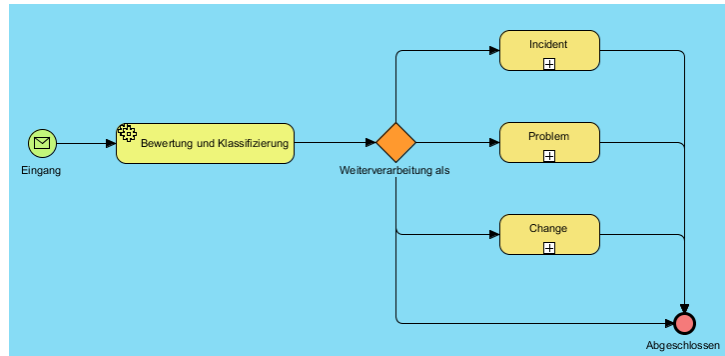 Incident
Problem
Change
Eingang
Bewertung und Klassifizierung
Weiterverarbeitung als
Abgeschlossen